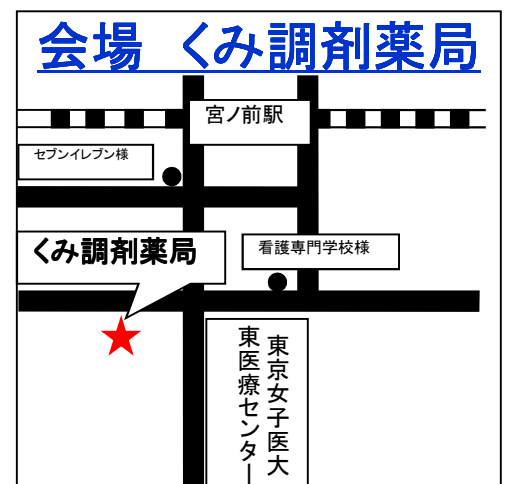 会場　くみ調剤薬局
宮ノ前駅
セブンイレブン様
くみ調剤薬局
看護専門学校様
東京女子医大
東医療センター